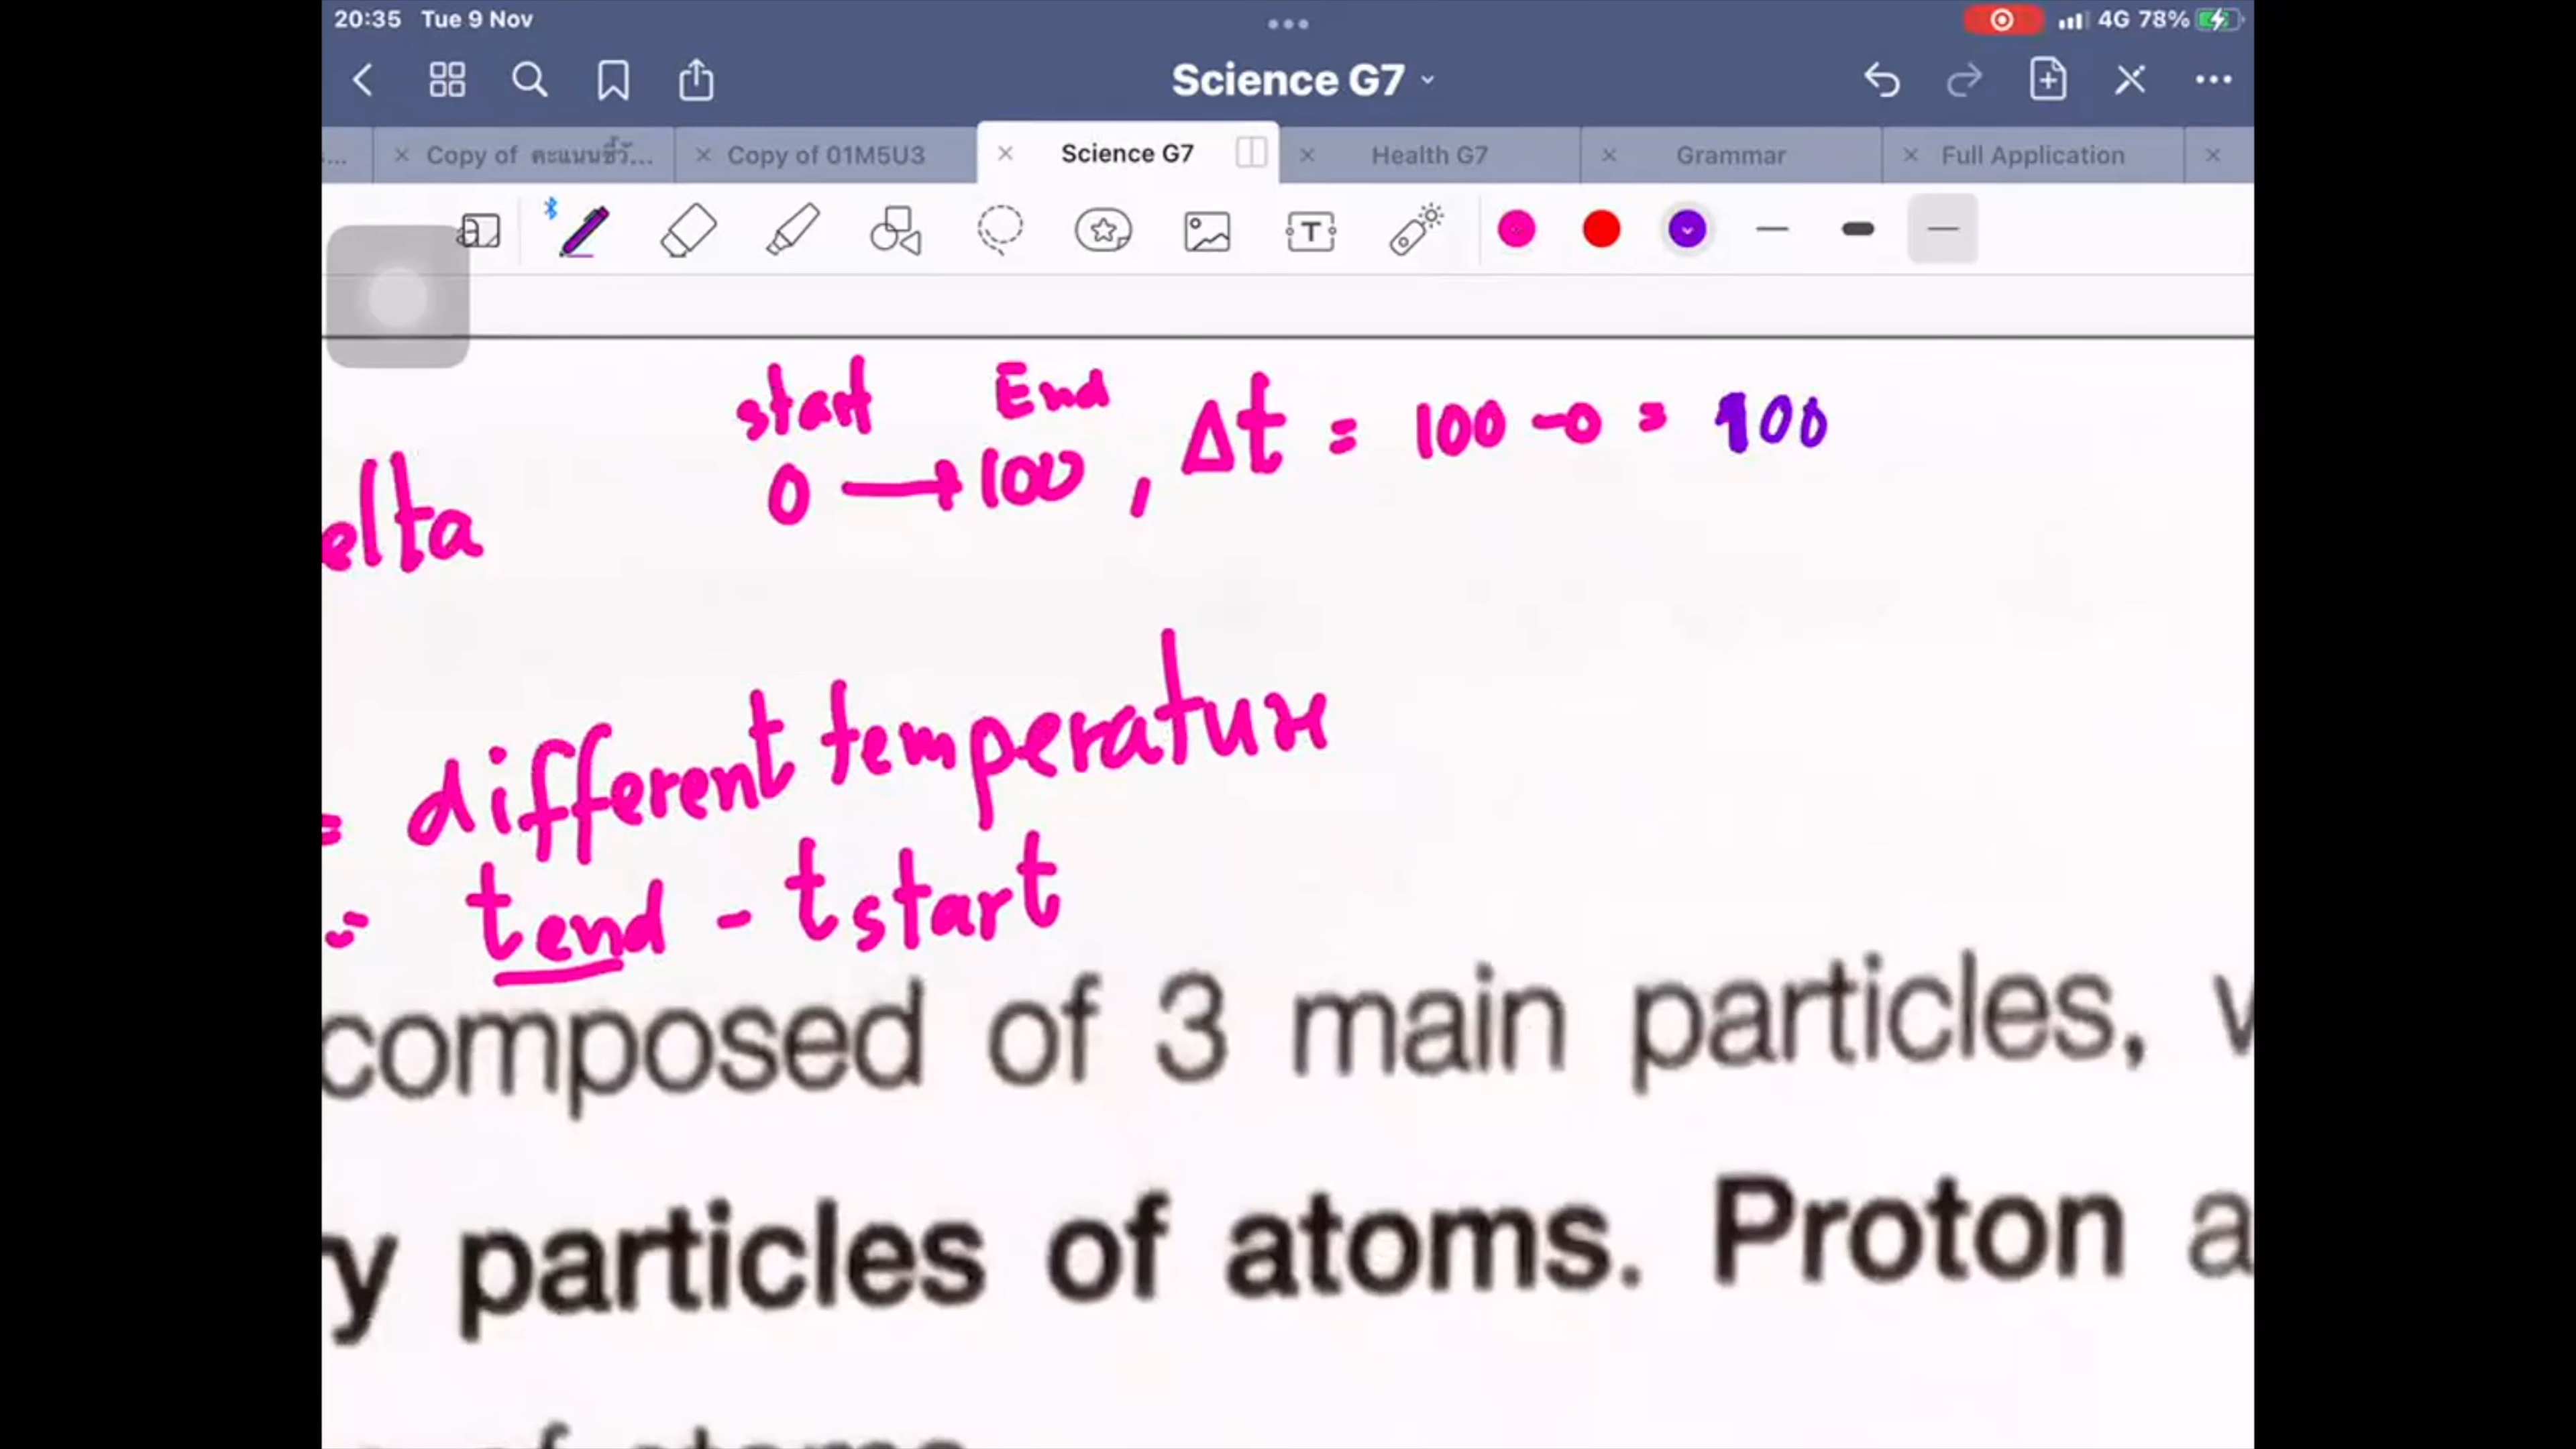 20:35 Tue 9 Nov 4G 78%
Science G7
Copy of คะแนนชี้วั... Copy of 01M5U3 Science G7 Health G7 Grammar Full Application
start End
0 → 100 , Δt = 100 - 0 = 100
elta
= different temperature
= tend - tstart
composed of 3 main particles,
y particles of atoms. Proton a